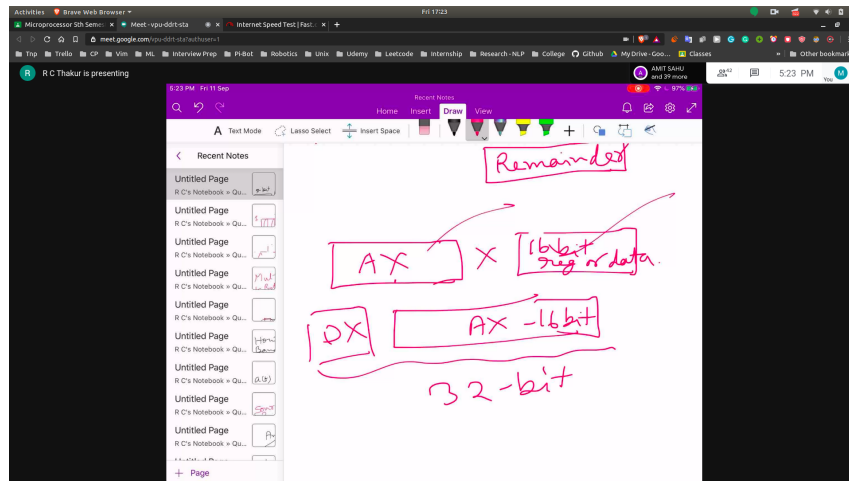 Activities Brave Web Browser Fri 17:23
Microprocessor 5th Semes Meet - vpu-ddrt-sta Internet Speed Test | Fast.
meet.google.com/vpu-ddrt-sta?authuser=1
Tnp Trello CP Vim ML Interview Prep Pi-Bot Robotics Unix Udemy Leetcode Internship Research - NLP College Github My Drive - Goo... Classes Other bookmar
R R C Thakur is presenting
A AMIT SAHU
and 39 more
5:23 PM
You M
5:23 PM Fri 11 Sep 97%
Recent Notes
Home Insert Draw View
A Text Mode Lasso Select Insert Space
Recent Notes
Untitled Page
R C's Notebook » Qu...
Untitled Page
R C's Notebook » Qu...
Untitled Page
R C's Notebook » Qu...
Untitled Page
R C's Notebook » Qu...
Untitled Page
R C's Notebook » Qu...
Untitled Page
R C's Notebook » Qu...
Untitled Page
R C's Notebook » Qu...
Untitled Page
R C's Notebook » Qu...
Untitled Page
R C's Notebook » Qu...
+ Page
Remainder
AX X 16 bit
reg or data.
DX AX - 16 bit
32-bit